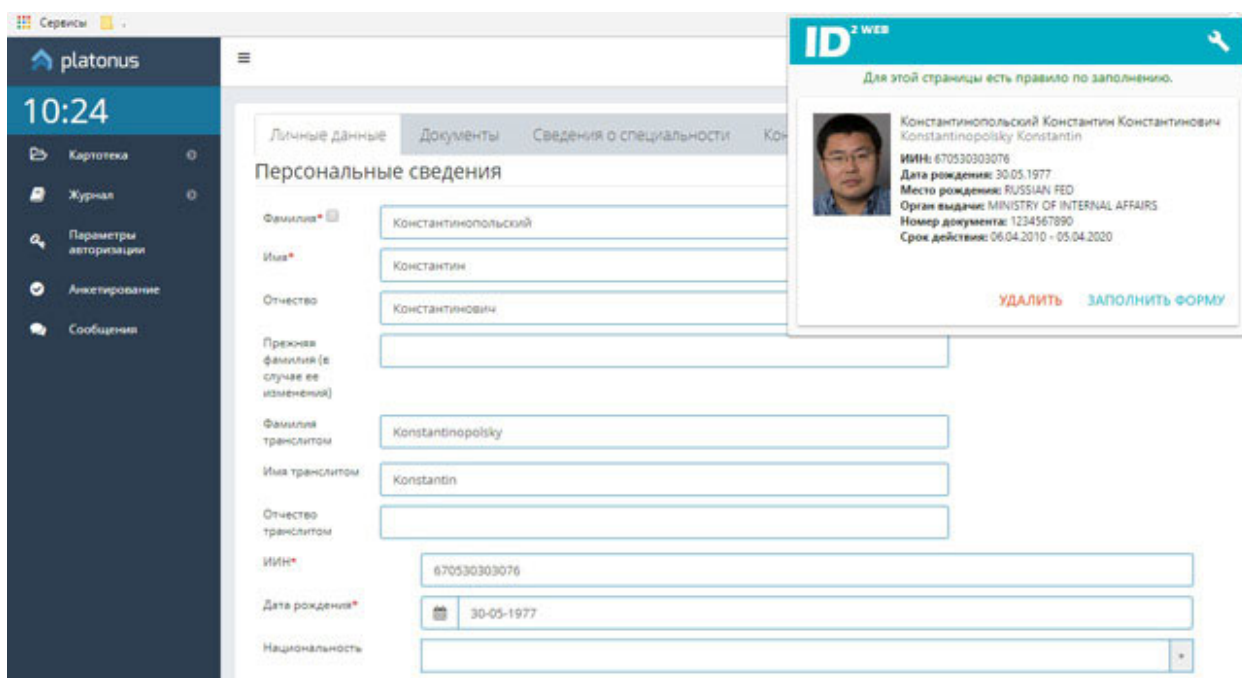 Сервисы
platonus
10:24
Картотека
Журнал
Параметры
авторизации
Анкетирование
Сообщения
Личные данные Документы Сведения о специальности Кон
Персональные сведения
Фамилия* Константинопольский
Имя* Константин
Отчество Константинович
Прежняя
фамилия (в
случае ее
изменения)
Фамилия
транслитом Konstantinopolsky
Имя транслитом Konstantin
Отчество
транслитом
ИИН* 670530303076
Дата рождения* 30-05-1977
Национальность
ID2 WEB
Для этой страницы есть правило по заполнению.
Константинопольский Константин Константинович
Konstantinopolsky Konstantin
ИИН: 670530303076
Дата рождения: 30.05.1977
Место рождения: RUSSIAN FED
Орган выдачи: MINISTRY OF INTERNAL AFFAIRS
Номер документа: 1234567890
Срок действия: 06.04.2010 - 05.04.2020
УДАЛИТЬ ЗАПОЛНИТЬ ФОРМУ